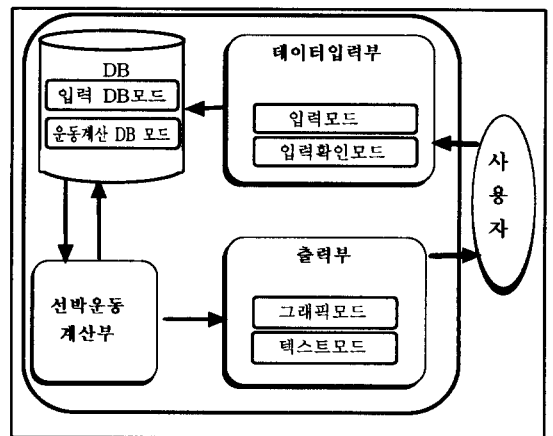 DB
입력 DB모드
운동계산 DB 모드
데이터입력부
입력모드
입력확인모드
사용자
선박운동
계산부
출력부
그래픽모드
텍스트모드